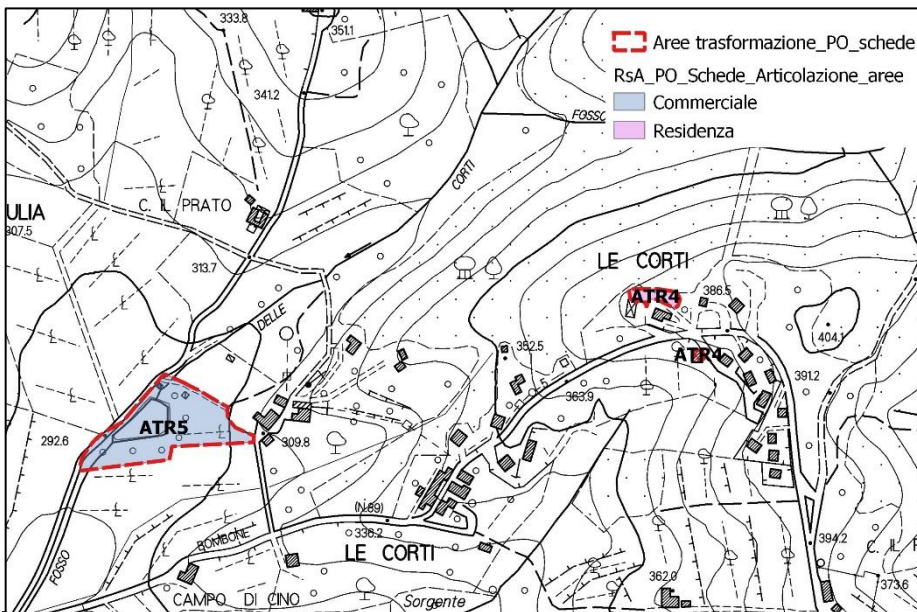 333.8
351.1
341.2
Aree trasformazione_PO_schede
RsA_PO_Schede_Articolazione_aree
Commerciale
Residenza
FOSSO
CORTI
C. IL PRATO
ULIA
307.5
313.7
DELLE
LE CORTI
ATR4
386.5
404.1
352.5
ATR4
363.9
391.2
ATR5
292.6
309.8
(N.69)
336.2
BOMBONE
LE CORTI
394.2
FOSSO
CAMPO DI CINO
Sorgente
362.0
373.6